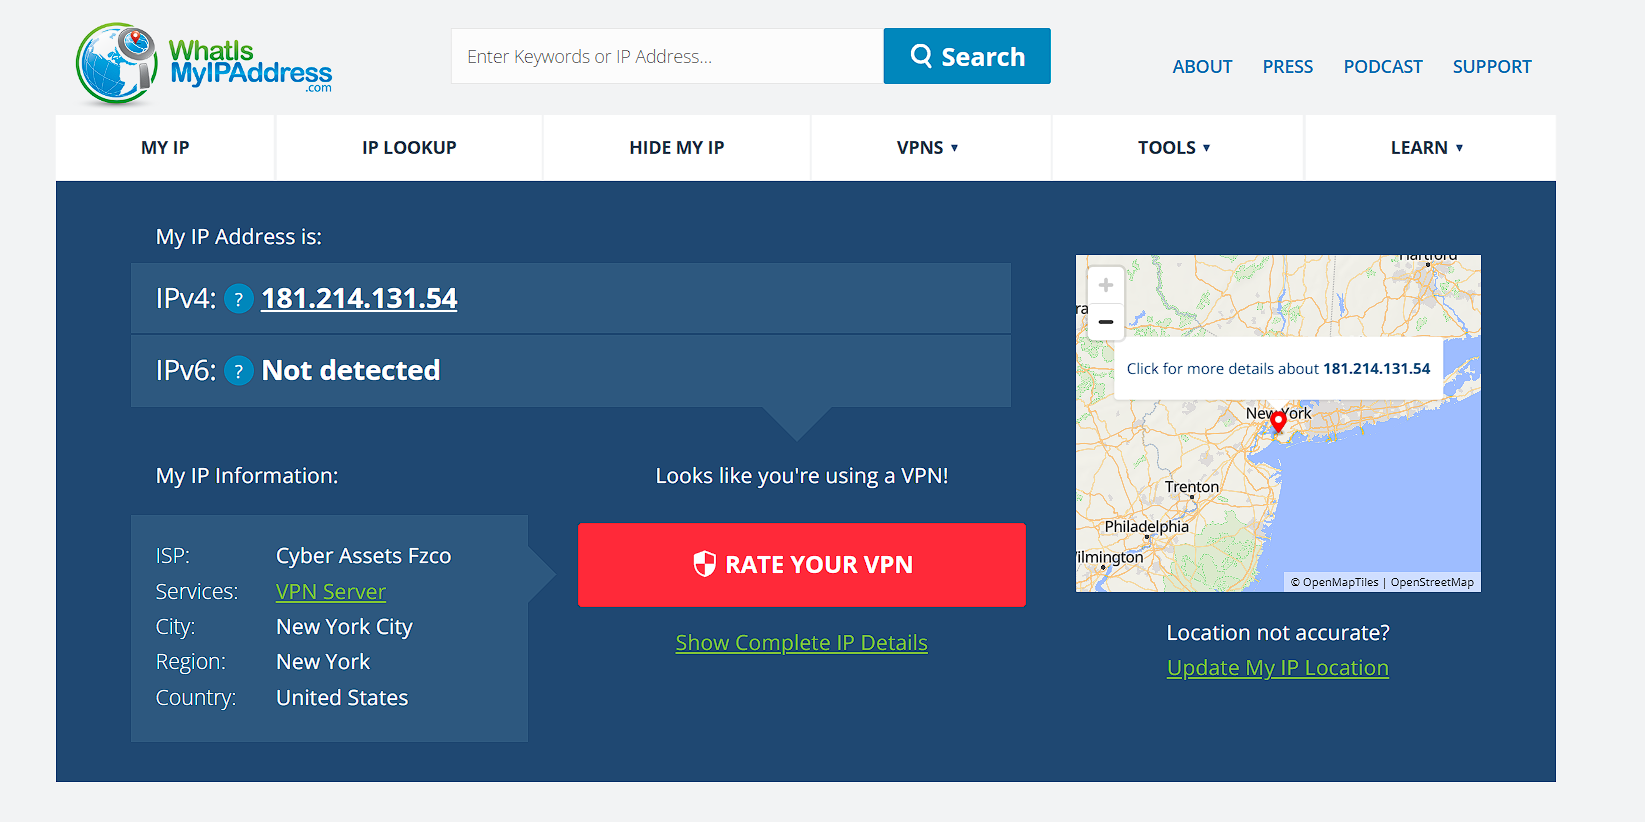 WhatIs
MyIPAddress
.com
Enter Keywords or IP Address...
Search
ABOUT PRESS PODCAST SUPPORT
MY IP IP LOOKUP HIDE MY IP VPNS ▼ TOOLS ▼ LEARN ▼
My IP Address is:
IPv4: ? 181.214.131.54
IPv6: ? Not detected
My IP Information:
ISP: Cyber Assets Fzco
Services: VPN Server
City: New York City
Region: New York
Country: United States
Looks like you're using a VPN!
RATE YOUR VPN
Show Complete IP Details
Hartford
+
−
Click for more details about 181.214.131.54
New York
Trenton
Philadelphia
ilmington
© OpenMapTiles | OpenStreetMap
Location not accurate?
Update My IP Location